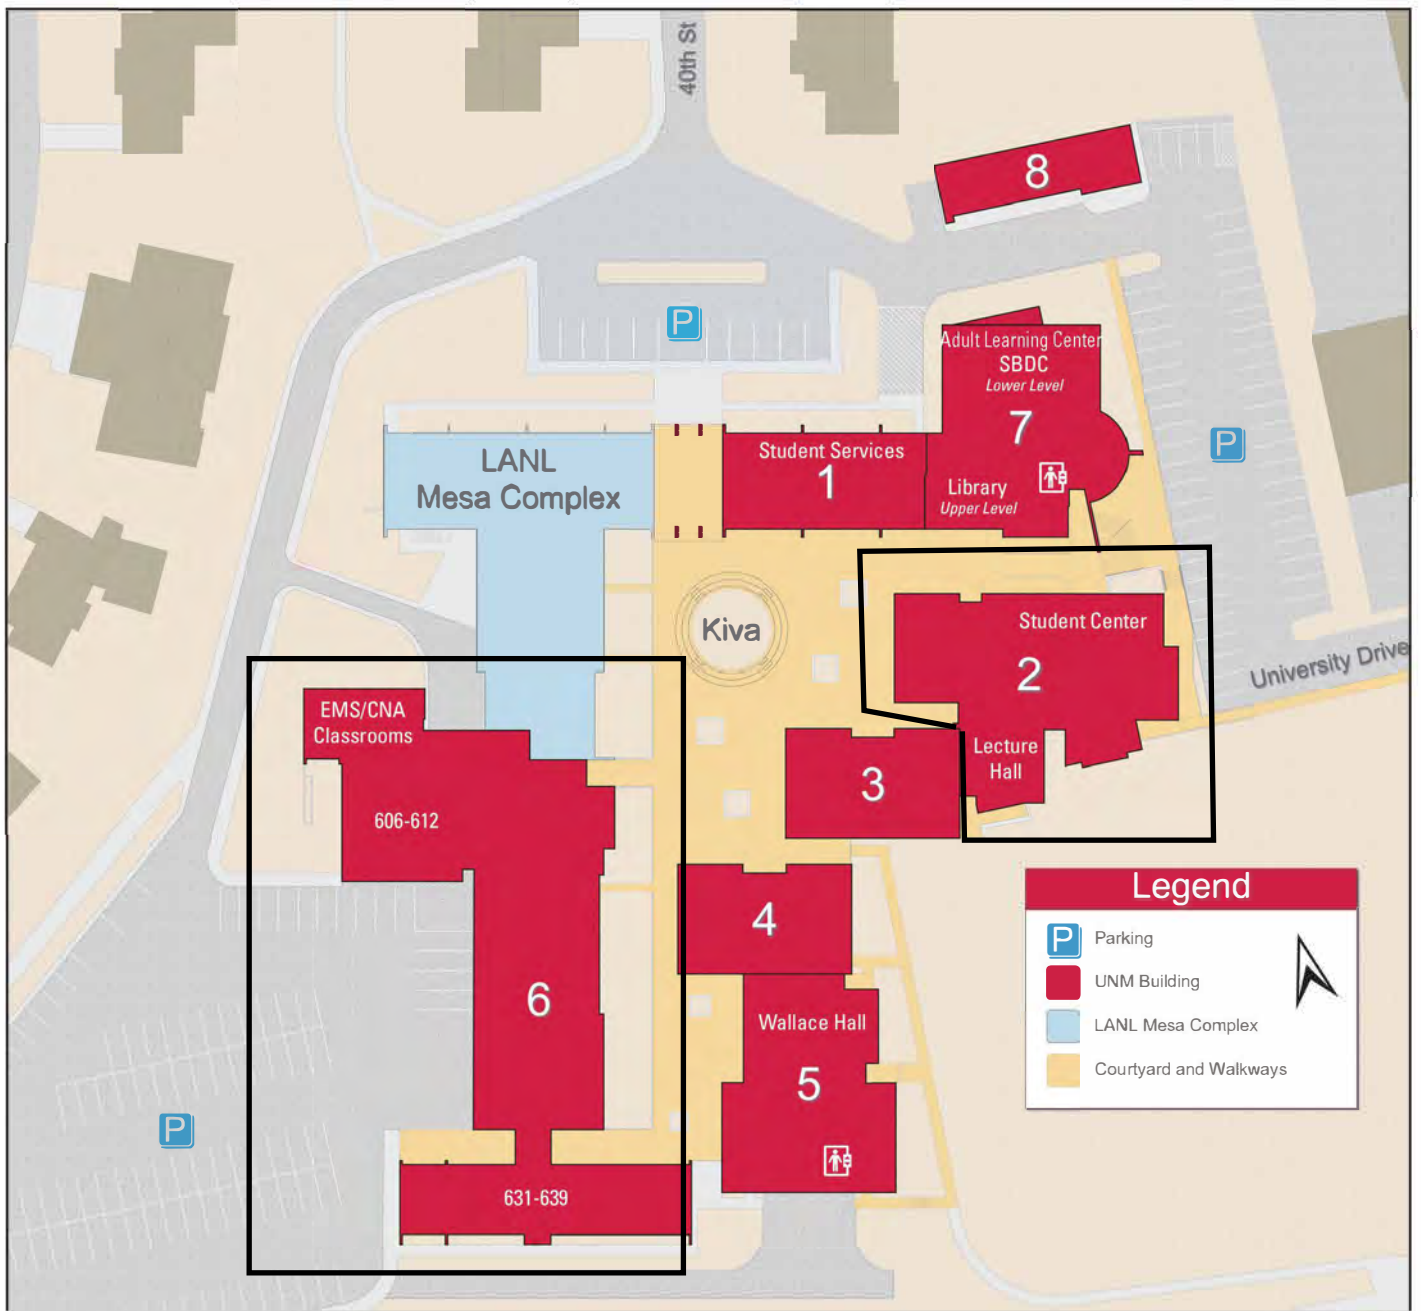 40th St
8
P
Adult Learning Center
SBDC
Lower Level
7
Library
Upper Level
Student Services
1
LANL
Mesa Complex
P
Kiva
Student Center
2
University Drive
Lecture
Hall
3
EMS/CNA
Classrooms
606-612
4
6
Wallace Hall
5
P
631-639
Legend
P Parking
UNM Building
LANL Mesa Complex
Courtyard and Walkways